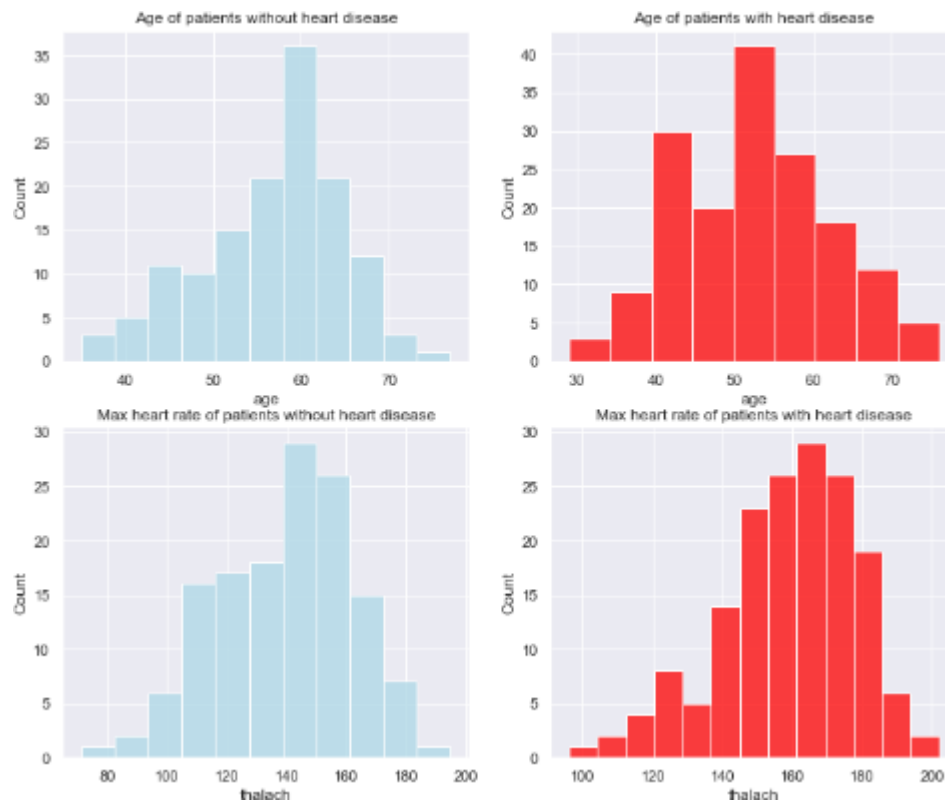 Age of patients without heart disease
35
30
25
20
15
10
5
0
Count
40 50 60 70
age
Age of patients with heart disease
40
35
30
25
20
15
10
5
0
Count
30 40 50 60 70
age
Max heart rate of patients without heart disease
30
25
20
15
10
5
0
Count
80 100 120 140 160 180 200
thalach
Max heart rate of patients with heart disease
30
25
20
15
10
5
0
Count
100 120 140 160 180 200
thalach